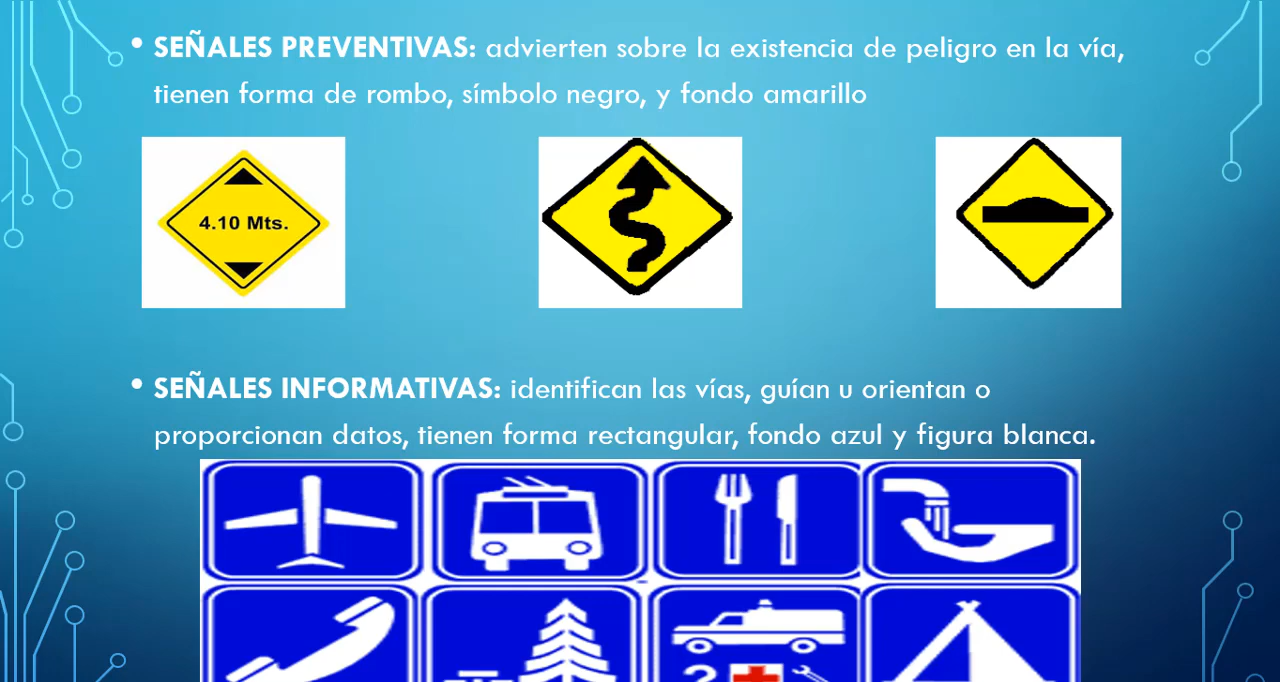 • SEÑALES PREVENTIVAS: advierten sobre la existencia de peligro en la vía,
tienen forma de rombo, símbolo negro, y fondo amarillo
4.10 Mts.
• SEÑALES INFORMATIVAS: identifican las vías, guían u orientan o
proporcionan datos, tienen forma rectangular, fondo azul y figura blanca.
?